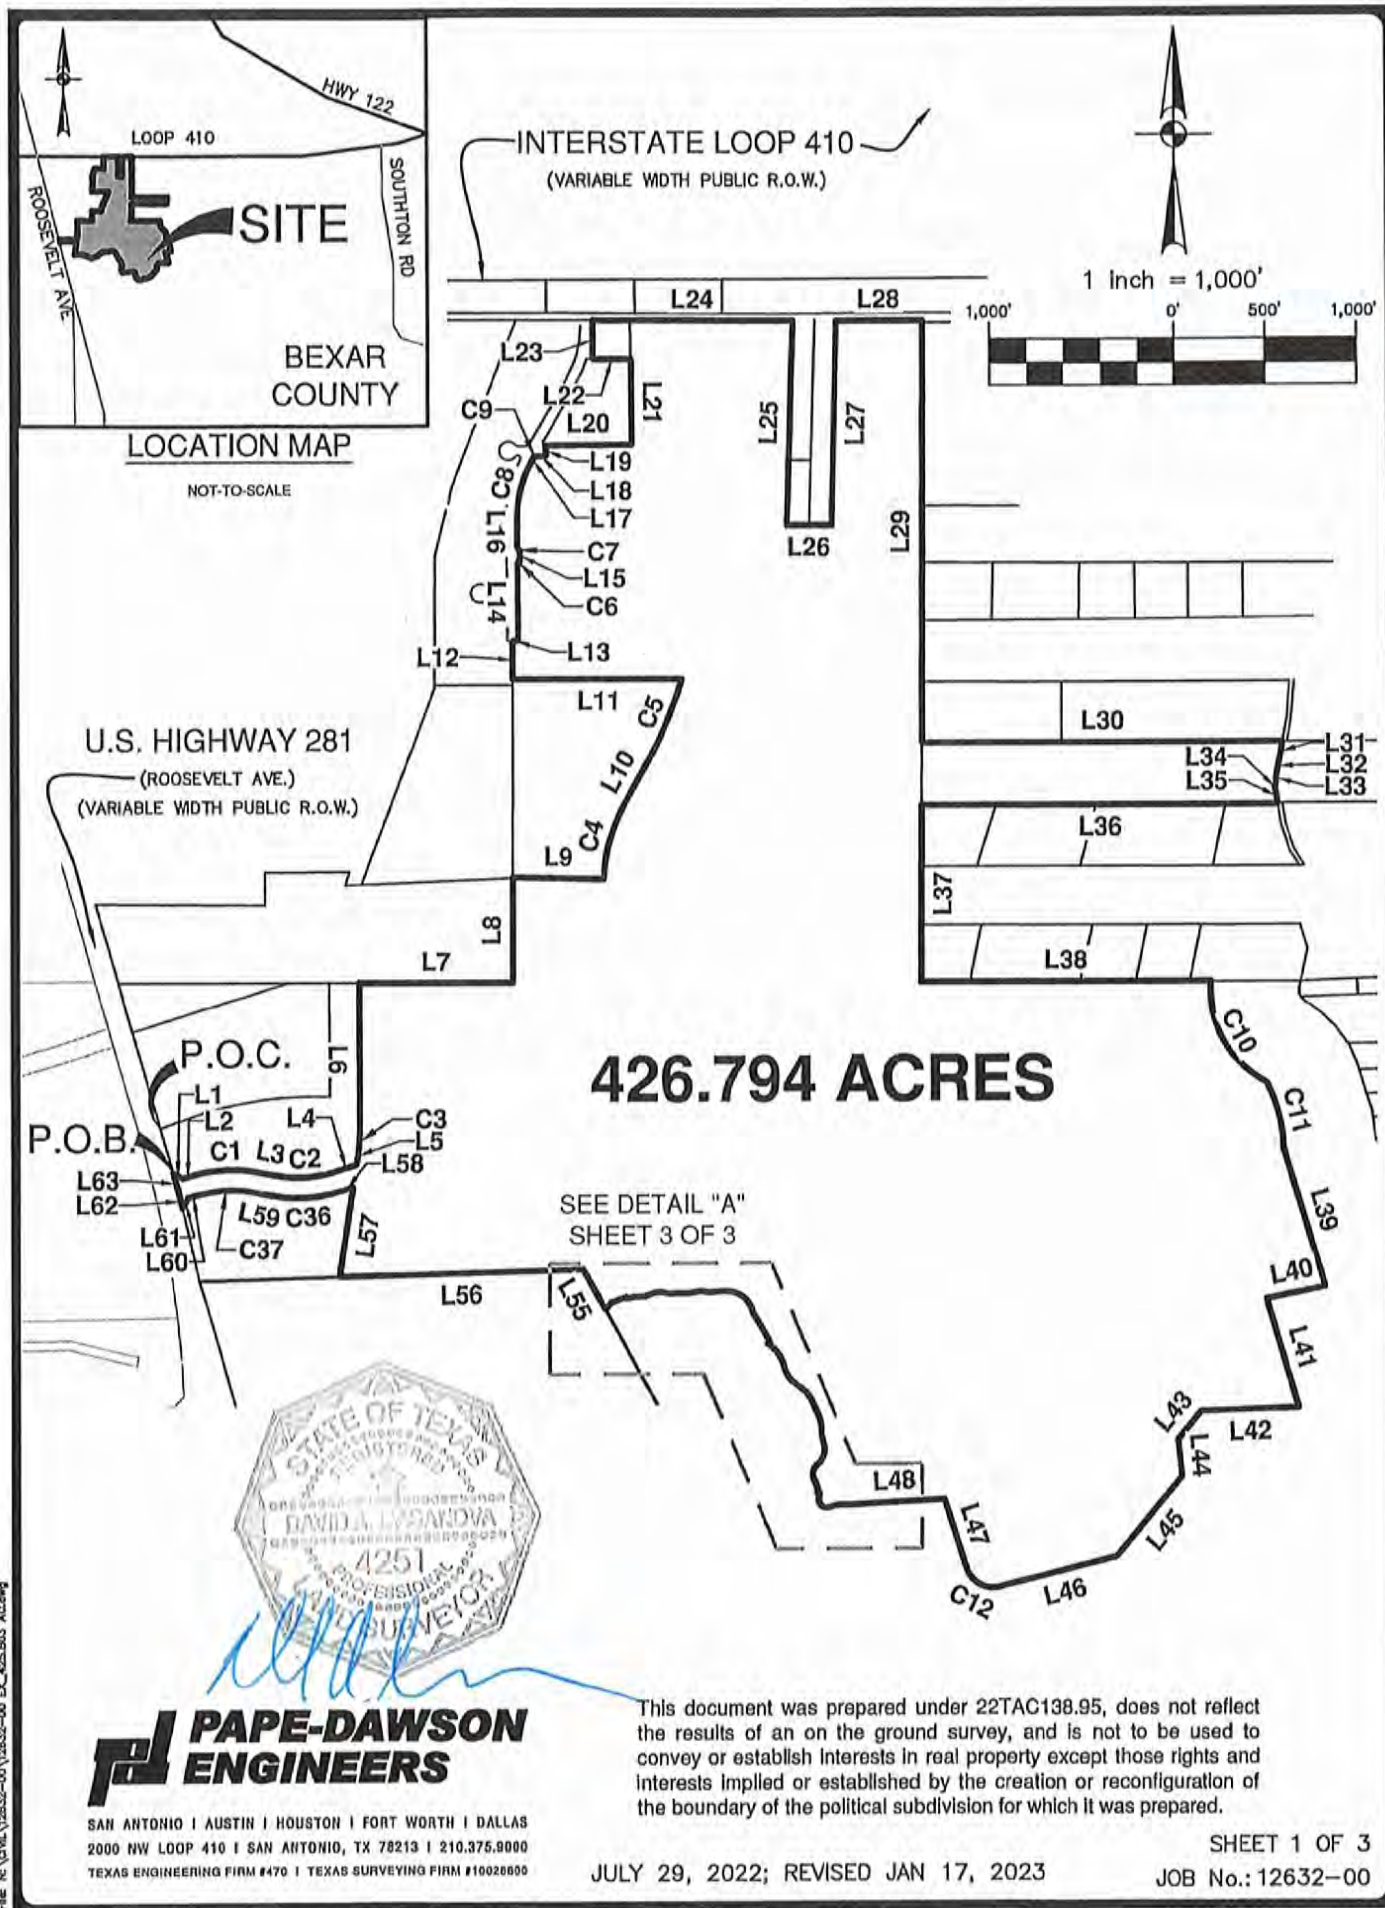 HWY 122
LOOP 410
ROOSEVELT AVE.
SOUTHTON RD
SITE
BEXAR
COUNTY
LOCATION MAP
NOT-TO-SCALE
INTERSTATE LOOP 410
(VARIABLE WIDTH PUBLIC R.O.W.)
1 inch = 1,000'
1,000' 0' 500' 1,000'
L24
L28
L23
L22
L21
C9
L20
L25
L27
L19
C8
L18
L17
L16
L26
L29
C7
L15
L14
C6
L13
L12
L11
C5
L30
U.S. HIGHWAY 281
(ROOSEVELT AVE.)
(VARIABLE WIDTH PUBLIC R.O.W.)
L31
L34
L32
L35
L33
L10
C4
L36
L9
L37
L8
L7
L38
C10
P.O.C.
L6
426.794 ACRES
L1
L2
L4
C3
C11
P.O.B.
C1
L3
C2
L5
L58
L63
L62
L59
C36
L61
C37
L60
L57
SEE DETAIL "A"
SHEET 3 OF 3
L39
L40
L56
L55
L41
L43
L42
L44
L48
L47
L45
C12
L46
STATE OF TEXAS
REGISTERED
4251
PROFESSIONAL
LAND SURVEYOR
PAPE-DAWSON
ENGINEERS
SAN ANTONIO I AUSTIN I HOUSTON I FORT WORTH I DALLAS
2000 NW LOOP 410 I SAN ANTONIO, TX 78213 I 210.375.9000
TEXAS ENGINEERING FIRM #470 I TEXAS SURVEYING FIRM #10028800
This document was prepared under 22TAC138.95, does not reflect
the results of an on the ground survey, and is not to be used to
convey or establish interests in real property except those rights and
interests implied or established by the creation or reconfiguration of
the boundary of the political subdivision for which it was prepared.
JULY 29, 2022; REVISED JAN 17, 2023
SHEET 1 OF 3
JOB No.: 12632-00